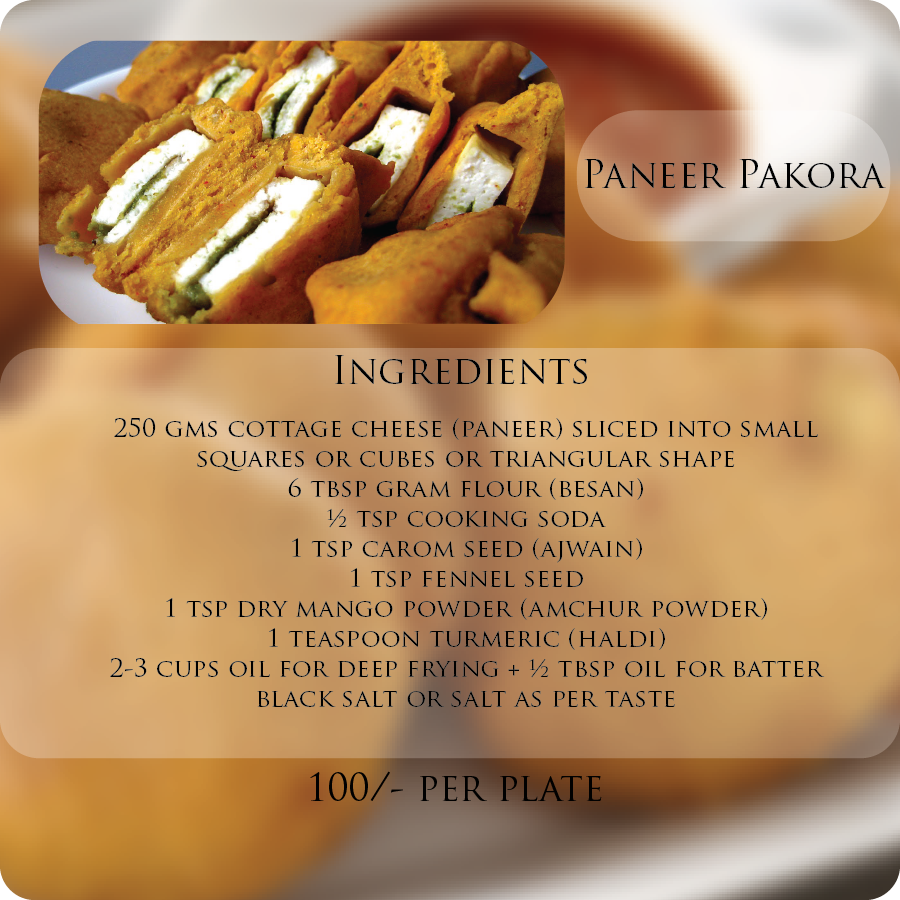 Paneer Pakora
Ingredients
250 gms cottage cheese (paneer) sliced into small
squares or cubes or triangular shape
6 tbsp gram flour (besan)
½ tsp cooking soda
1 tsp carom seed (ajwain)
1 tsp fennel seed
1 tsp dry mango powder (amchur powder)
1 teaspoon turmeric (haldi)
2-3 cups oil for deep frying + ½ tbsp oil for batter
black salt or salt as per taste
100/- per plate